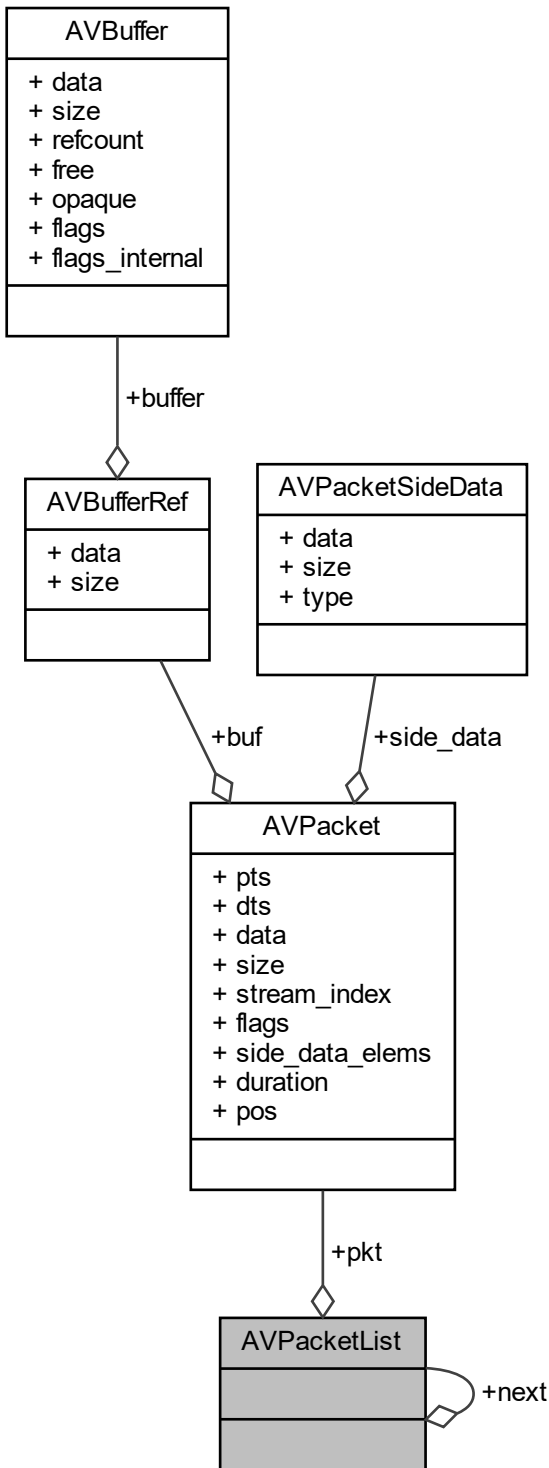 AVBuffer
+ data
+ size
+ refcount
+ free
+ opaque
+ flags
+ flags_internal
+buffer
AVBufferRef
+ data
+ size
AVPacketSideData
+ data
+ size
+ type
+buf
+side_data
AVPacket
+ pts
+ dts
+ data
+ size
+ stream_index
+ flags
+ side_data_elems
+ duration
+ pos
+pkt
AVPacketList
+next